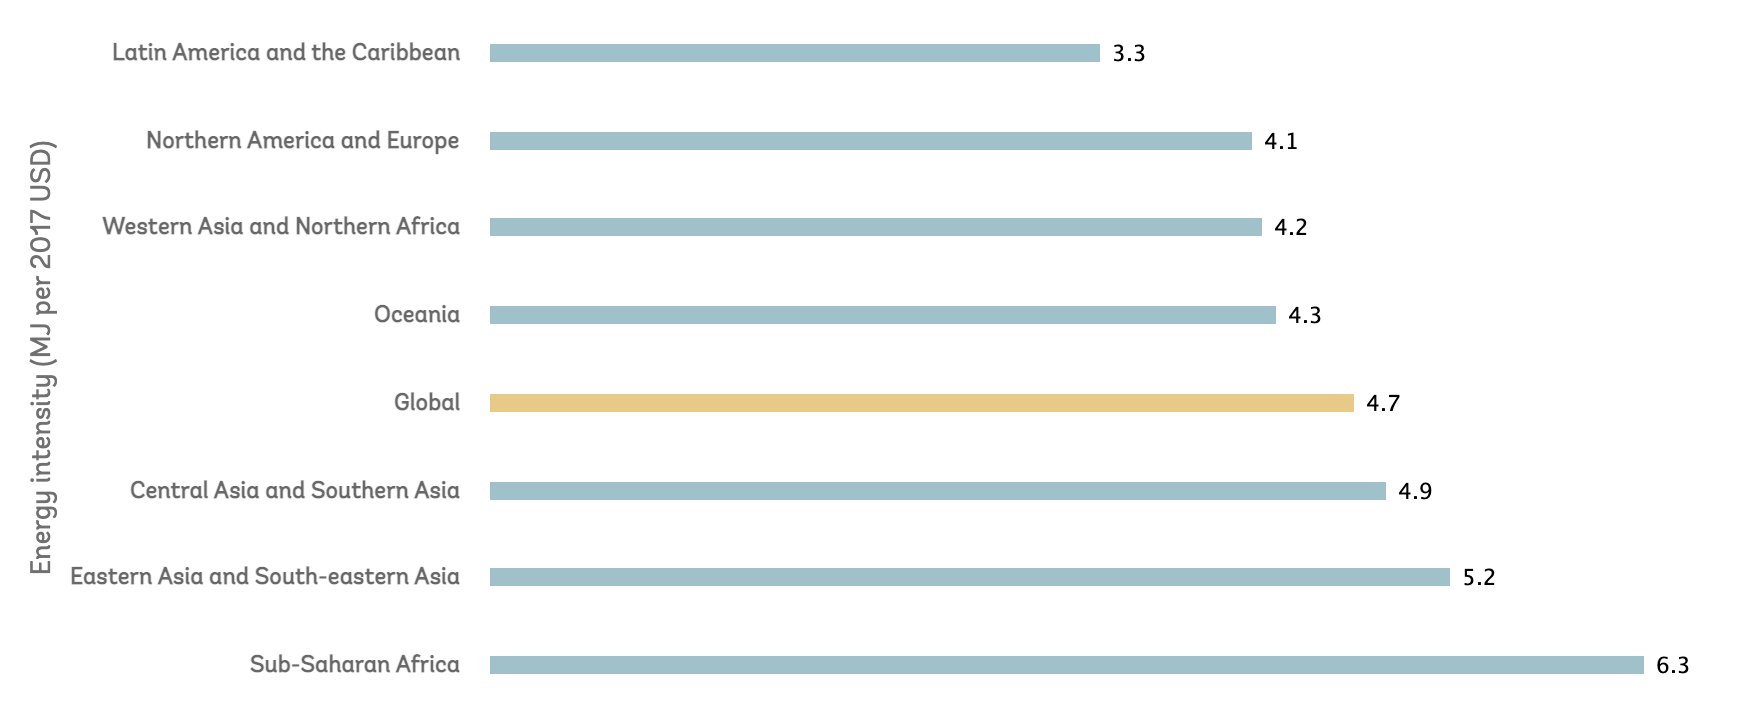 Energy intensity (MJ per 2017 USD)
Latin America and the Caribbean 3.3
Northern America and Europe 4.1
Western Asia and Northern Africa 4.2
Oceania 4.3
Global 4.7
Central Asia and Southern Asia 4.9
Eastern Asia and South-eastern Asia 5.2
Sub-Saharan Africa 6.3